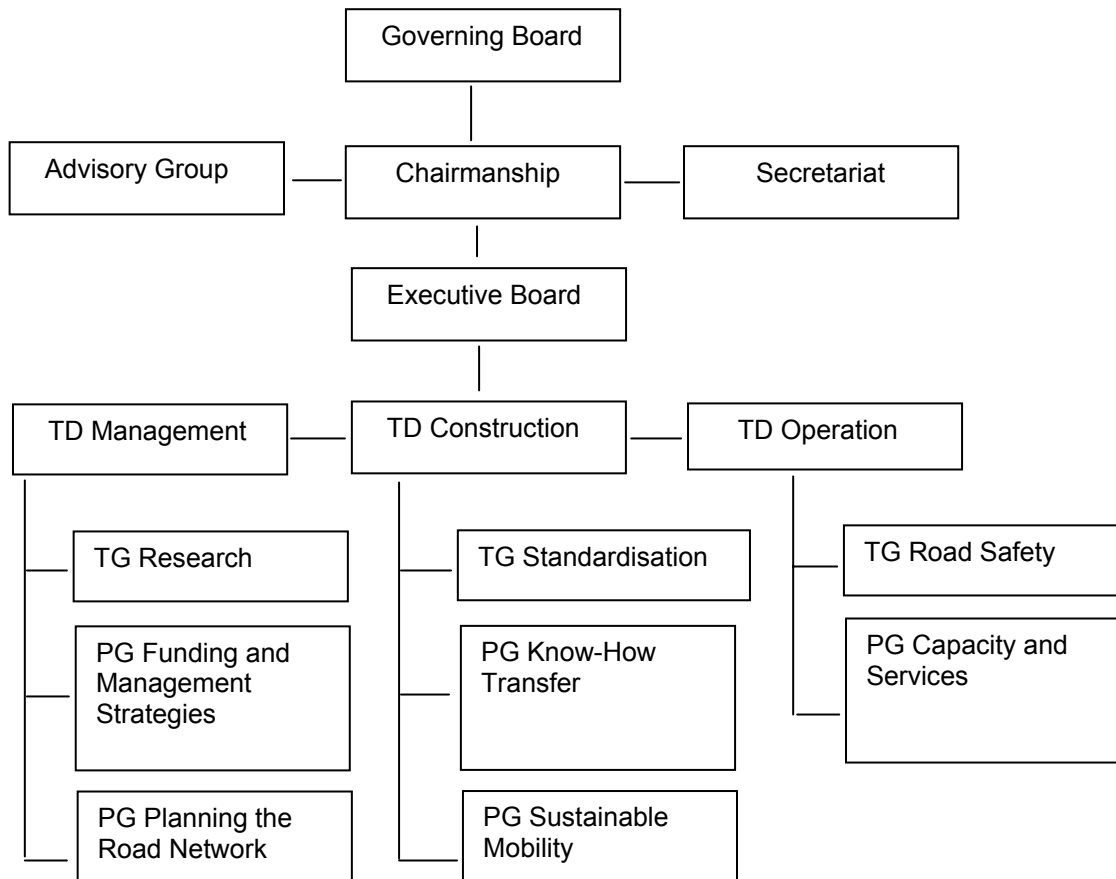 Governing Board
Advisory Group
Chairmanship
Secretariat
Executive Board
TD Management
TD Construction
TD Operation
TG Research
TG Standardisation
TG Road Safety
PG Funding and
Management
Strategies
PG Know-How
Transfer
PG Capacity and
Services
PG Planning the
Road Network
PG Sustainable
Mobility